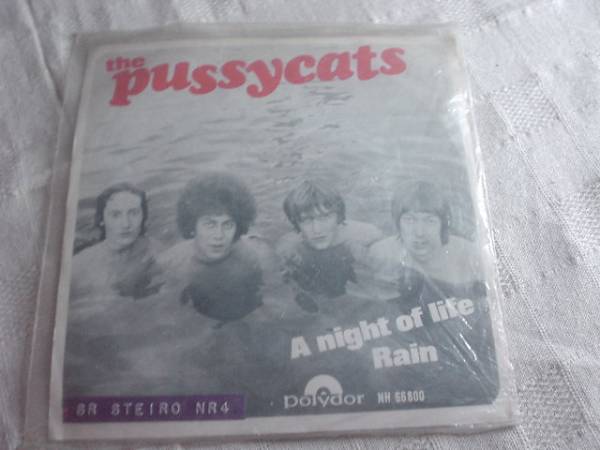 the
pussycats
A night of life
Rain
Polydor NH 66800
BR STEIRO NR4